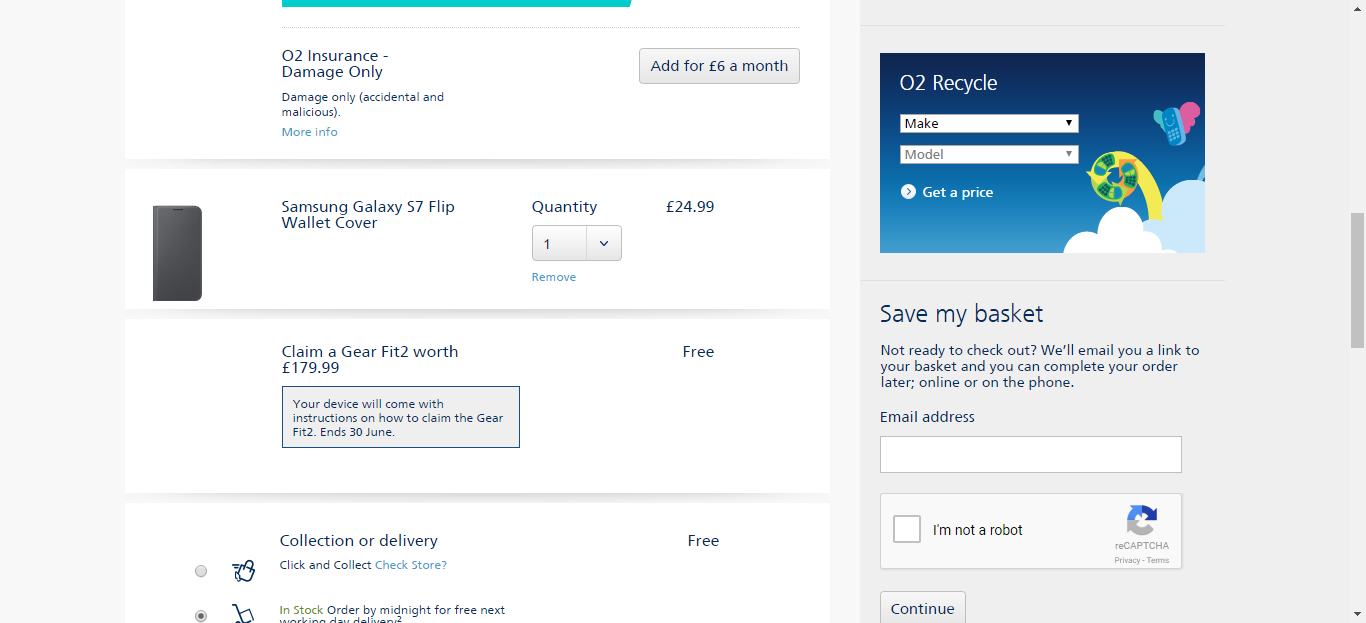 O2 Insurance -
Damage Only
Add for £6 a month
Damage only (accidental and
malicious).
More info
Samsung Galaxy S7 Flip
Wallet Cover
Quantity
£24.99
1
Remove
Claim a Gear Fit2 worth
£179.99
Free
Your device will come with
instructions on how to claim the Gear
Fit2. Ends 30 June.
Collection or delivery
Free
Click and Collect Check Store?
In Stock Order by midnight for free next
working day delivery²
O2 Recycle
Make
Model
Get a price
Save my basket
Not ready to check out? We’ll email you a link to
your basket and you can complete your order
later; online or on the phone.
Email address
I'm not a robot
reCAPTCHA
Privacy - Terms
Continue